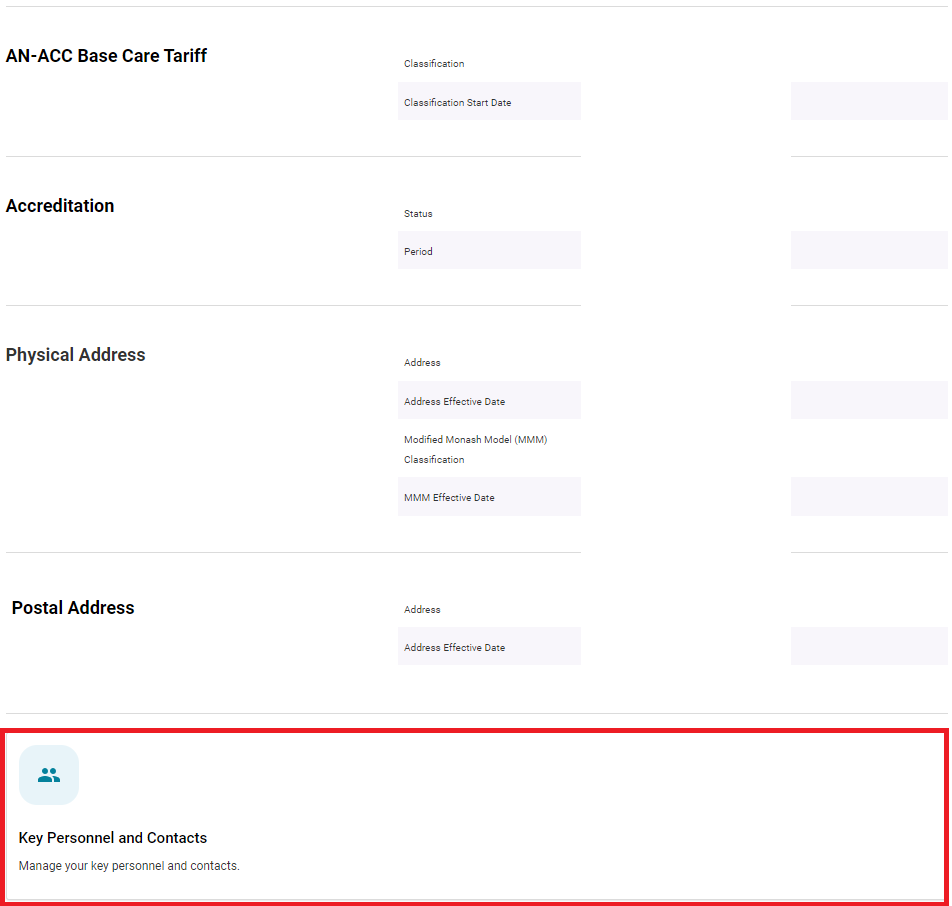 AN-ACC Base Care Tariff
Classification
Classification Start Date
Accreditation
Status
Period
Physical Address
Address
Address Effective Date
Modified Monash Model (MMM)
Classification
MMM Effective Date
Postal Address
Address
Address Effective Date
Key Personnel and Contacts
Manage your key personnel and contacts.